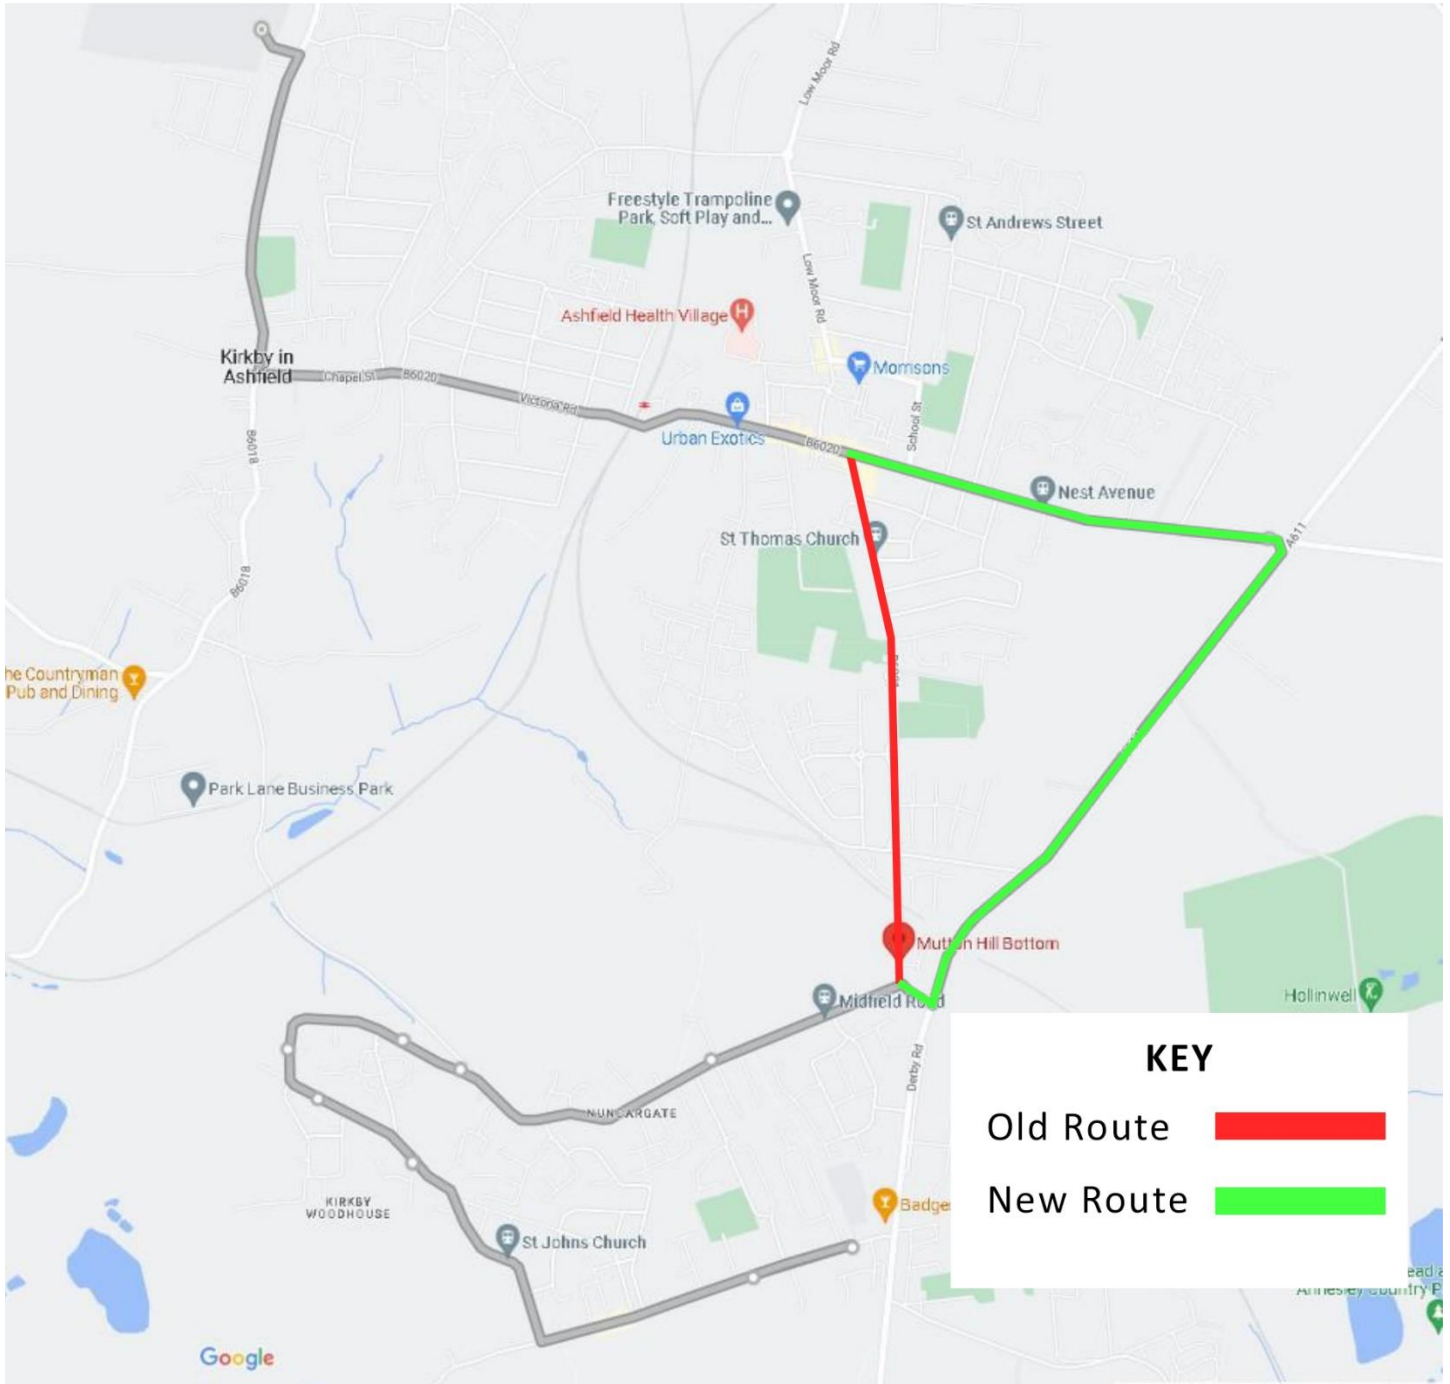 Low Moor Rd
Freestyle Trampoline
Park, Soft Play and...
St Andrews Street
Low Moor Rd
Ashfield Health Village
Kirkby in
Ashfield
Chapel St
B6020
Victoria Rd
Morrisons
School St
Urban Exotics
B6020
B6018
Nest Avenue
St Thomas Church
A611
B6018
he Countryman
Pub and Dining
Park Lane Business Park
Mutton Hill Bottom
Midfield Road
Hollinwell
Derby Rd
NUNCARGATE
KIRKBY
WOODHOUSE
St Johns Church
Badge
KEY
Old Route
New Route
ead a
Annesley Country P
Google